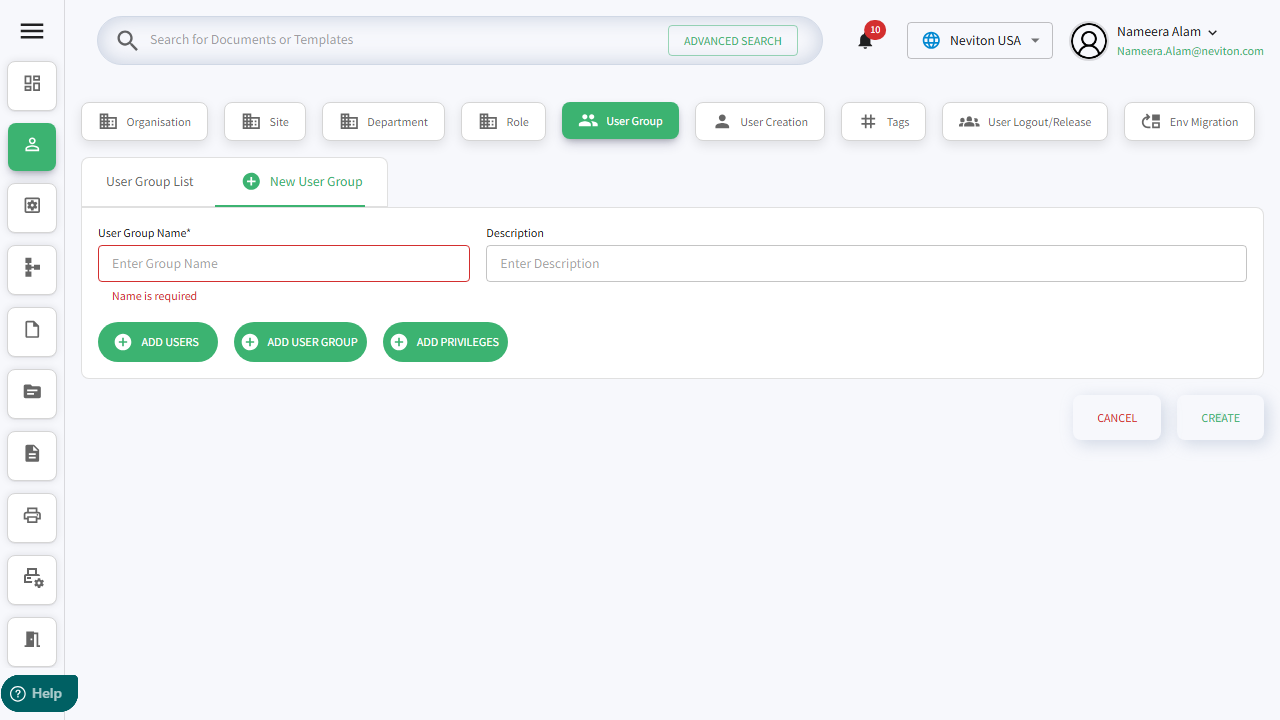 Search for Documents or Templates
ADVANCED SEARCH
10
Neviton USA
Nameera Alam
Nameera.Alam@neviton.com
Organisation
Site
Department
Role
User Group
User Creation
Tags
User Logout/Release
Env Migration
User Group List
New User Group
User Group Name*
Description
Enter Group Name
Enter Description
Name is required
ADD USERS
ADD USER GROUP
ADD PRIVILEGES
CANCEL
CREATE
Help